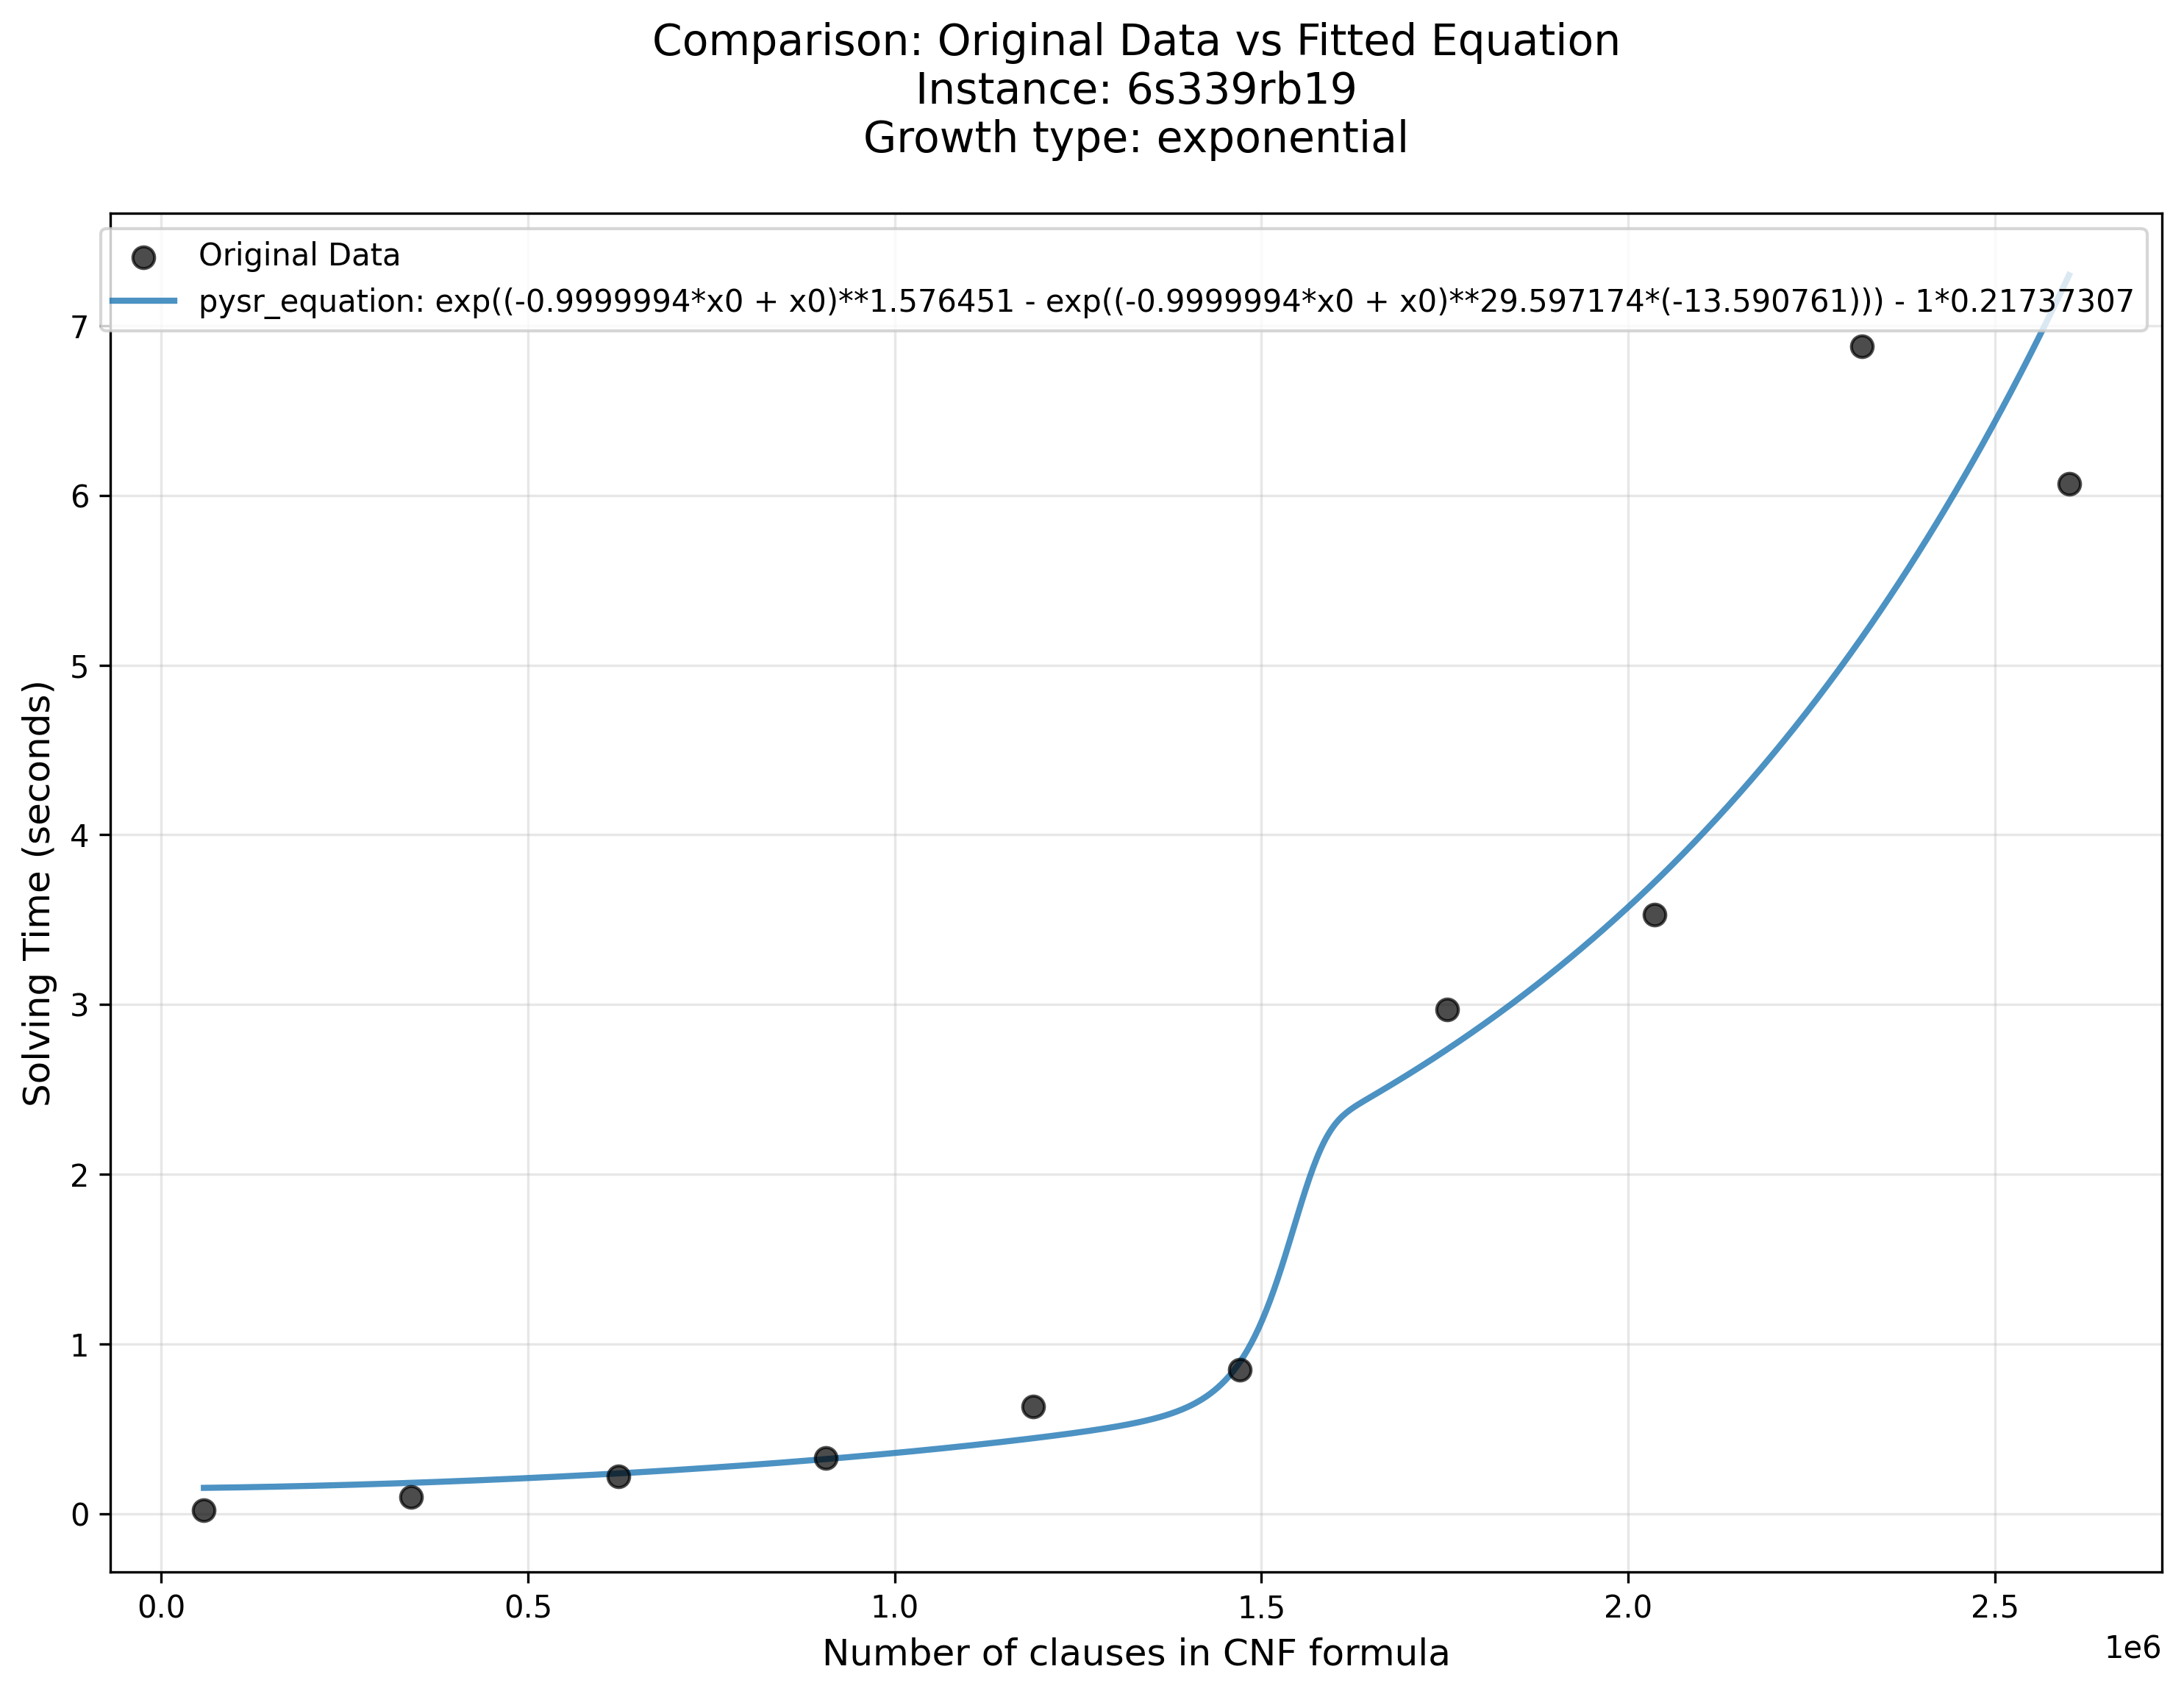 Comparison: Original Data vs Fitted Equation
Instance: 6s339rb19
Growth type: exponential
Original Data
pysr_equation: exp((-0.9999994*x0 + x0)**1.576451 - exp((-0.9999994*x0 + x0)**29.597174*(-13.590761))) - 1*0.21737307
7
6
5
4
3
2
1
0
Solving Time (seconds)
0.0 0.5 1.0 1.5 2.0 2.5
1e6
Number of clauses in CNF formula